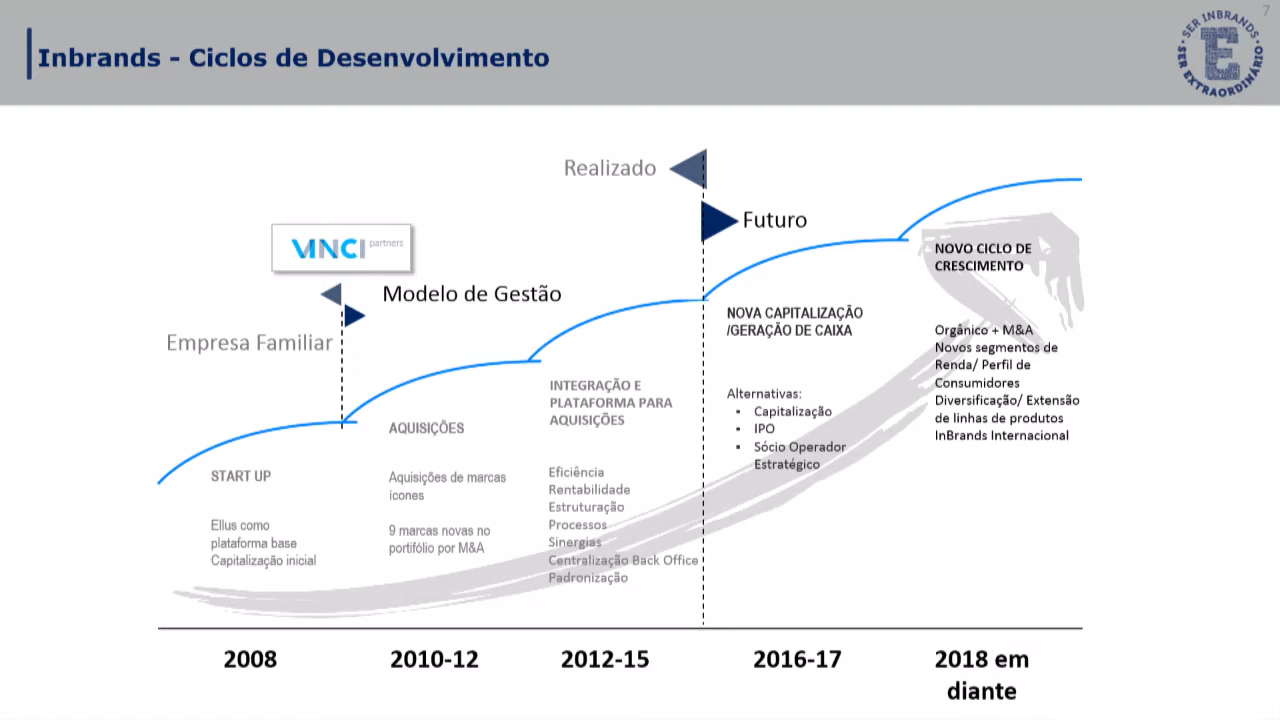 7
Inbrands - Ciclos de Desenvolvimento
SER INBRANDS
SER EXTRAORDINÁRIO
E
Realizado
Futuro
VINCI partners
Modelo de Gestão
Empresa Familiar
START UP
Ellus como
plataforma base
Capitalização inicial
AQUISIÇÕES
Aquisições de marcas
ícones
9 marcas novas no
portifólio por M&A
INTEGRAÇÃO E
PLATAFORMA PARA
AQUISIÇÕES
Eficiência
Rentabilidade
Estruturação
Processos
Sinergias
Centralização Back Office
Padronização
NOVA CAPITALIZAÇÃO
/GERAÇÃO DE CAIXA
Alternativas:
▪ Capitalização
▪ IPO
▪ Sócio Operador
Estratégico
NOVO CICLO DE
CRESCIMENTO
Orgânico + M&A
Novos segmentos de
Renda/ Perfil de
Consumidores
Diversificação/ Extensão
de linhas de produtos
InBrands Internacional
2008
2010-12
2012-15
2016-17
2018 em
diante